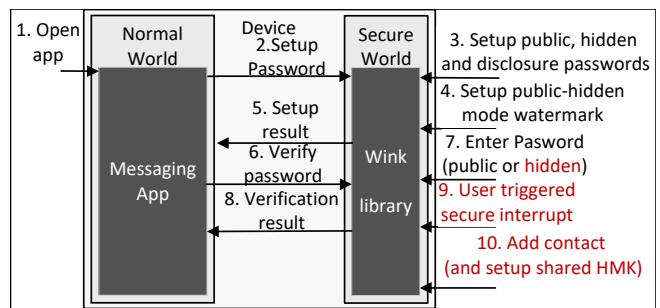 1. Open
app
Normal
World
Device
2.Setup
Password
Secure
World
3. Setup public, hidden
and disclosure passwords
4. Setup public-hidden
mode watermark
5. Setup
result
6. Verify
password
Messaging
App
Wink
library
7. Enter Pasword
(public or hidden)
8. Verification
result
9. User triggered
secure interrupt
10. Add contact
(and setup shared HMK)